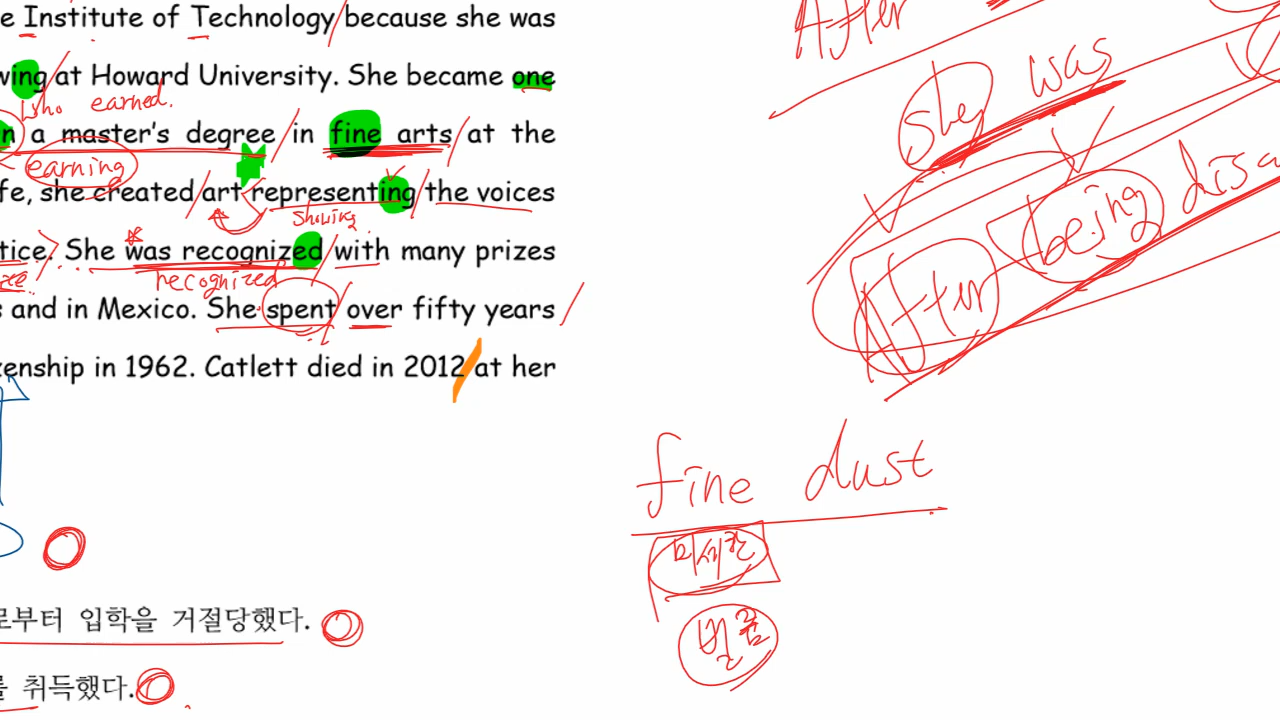 e Institute of Technology/because she was
wing/at Howard University. She became one
who earned.
n a master's degree/in fine arts/at the
earning
fe, she created/art representing/the voices
showing
tice. She was recognized/with many prizes
recognized
s and in Mexico. She spent/over fifty years/
zenship in 1962. Catlett died in 2012/at her
로부터 입학을 거절당했다.
를 취득했다.
After
she was
After being disa
fine dust
미세한